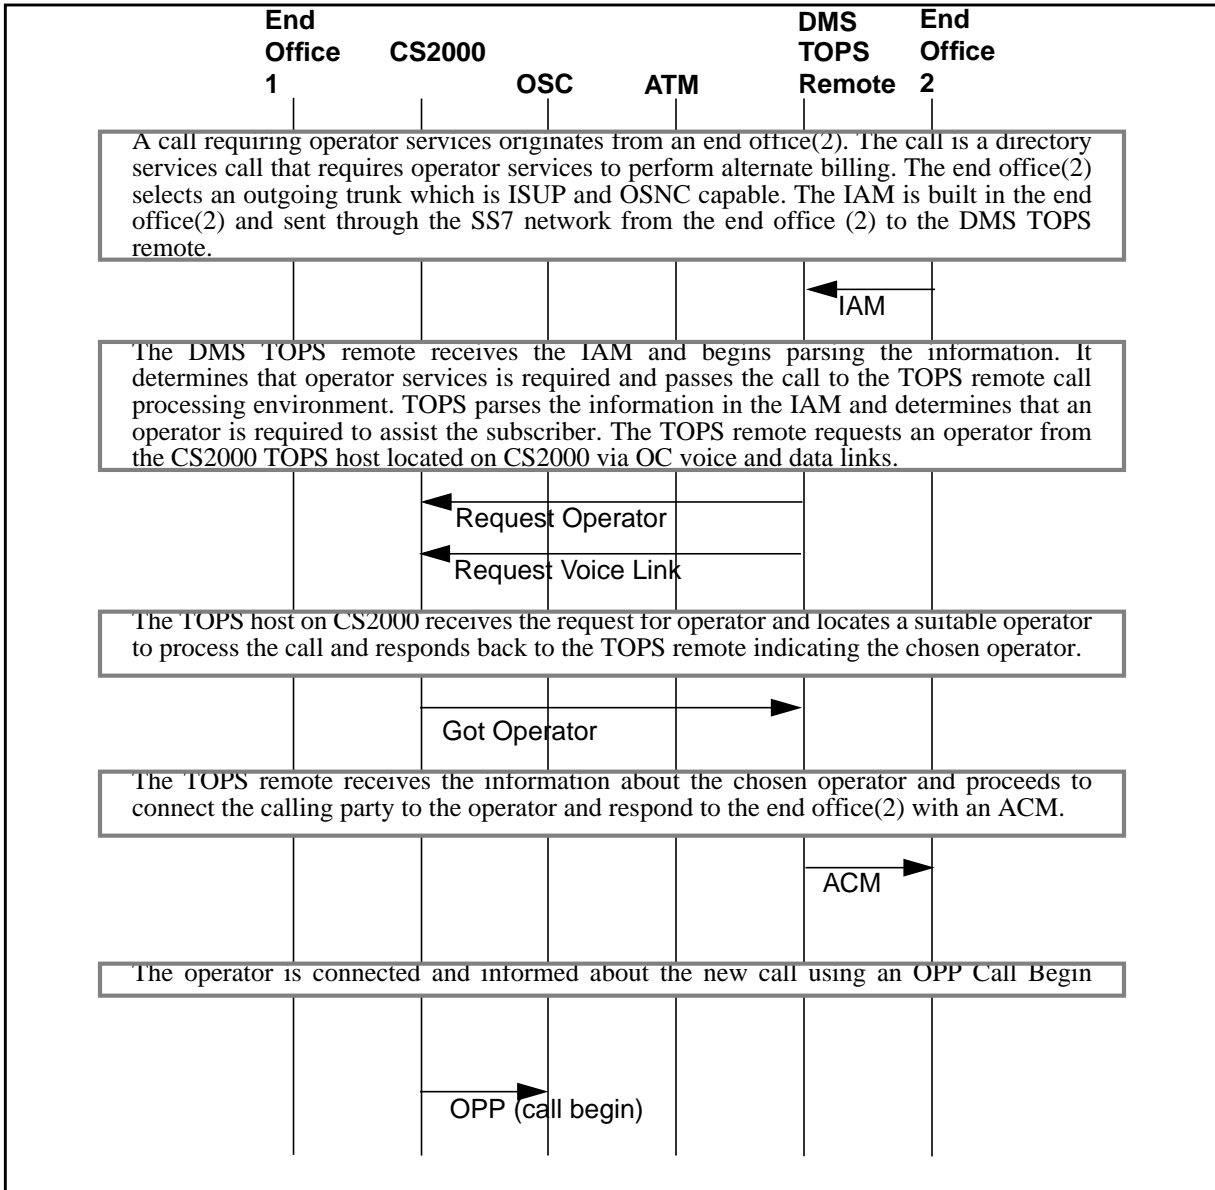 End Office 1
CS2000
OSC
ATM
DMS TOPS Remote
End Office 2
A call requiring operator services originates from an end office(2). The call is a directory
services call that requires operator services to perform alternate billing. The end office(2)
selects an outgoing trunk which is ISUP and OSNC capable. The IAM is built in the end
office(2) and sent through the SS7 network from the end office (2) to the DMS TOPS
remote.
IAM
The DMS TOPS remote receives the IAM and begins parsing the information. It
determines that operator services is required and passes the call to the TOPS remote call
processing environment. TOPS parses the information in the IAM and determines that an
operator is required to assist the subscriber. The TOPS remote requests an operator from
the CS2000 TOPS host located on CS2000 via OC voice and data links.
Request Operator
Request Voice Link
The TOPS host on CS2000 receives the request for operator and locates a suitable operator
to process the call and responds back to the TOPS remote indicating the chosen operator.
Got Operator
The TOPS remote receives the information about the chosen operator and proceeds to
connect the calling party to the operator and respond to the end office(2) with an ACM.
ACM
The operator is connected and informed about the new call using an OPP Call Begin
OPP (call begin)